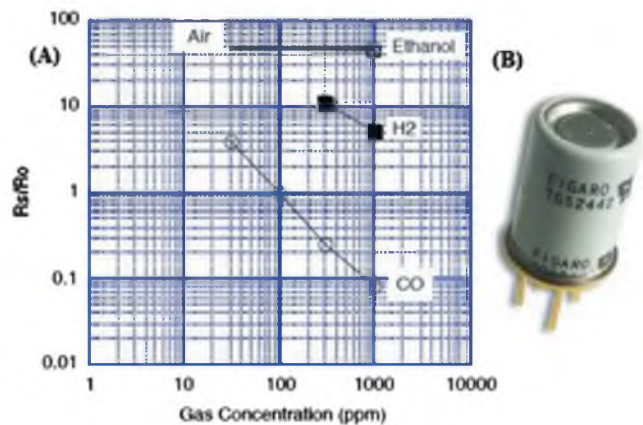 (A)
(B)
100
10
1
0.1
0.01
Rs/Ro
Air
Ethanol
H2
CO
1 10 100 1000 10000
Gas Concentration (ppm)
FIGARO
TGS2442
FIGARO